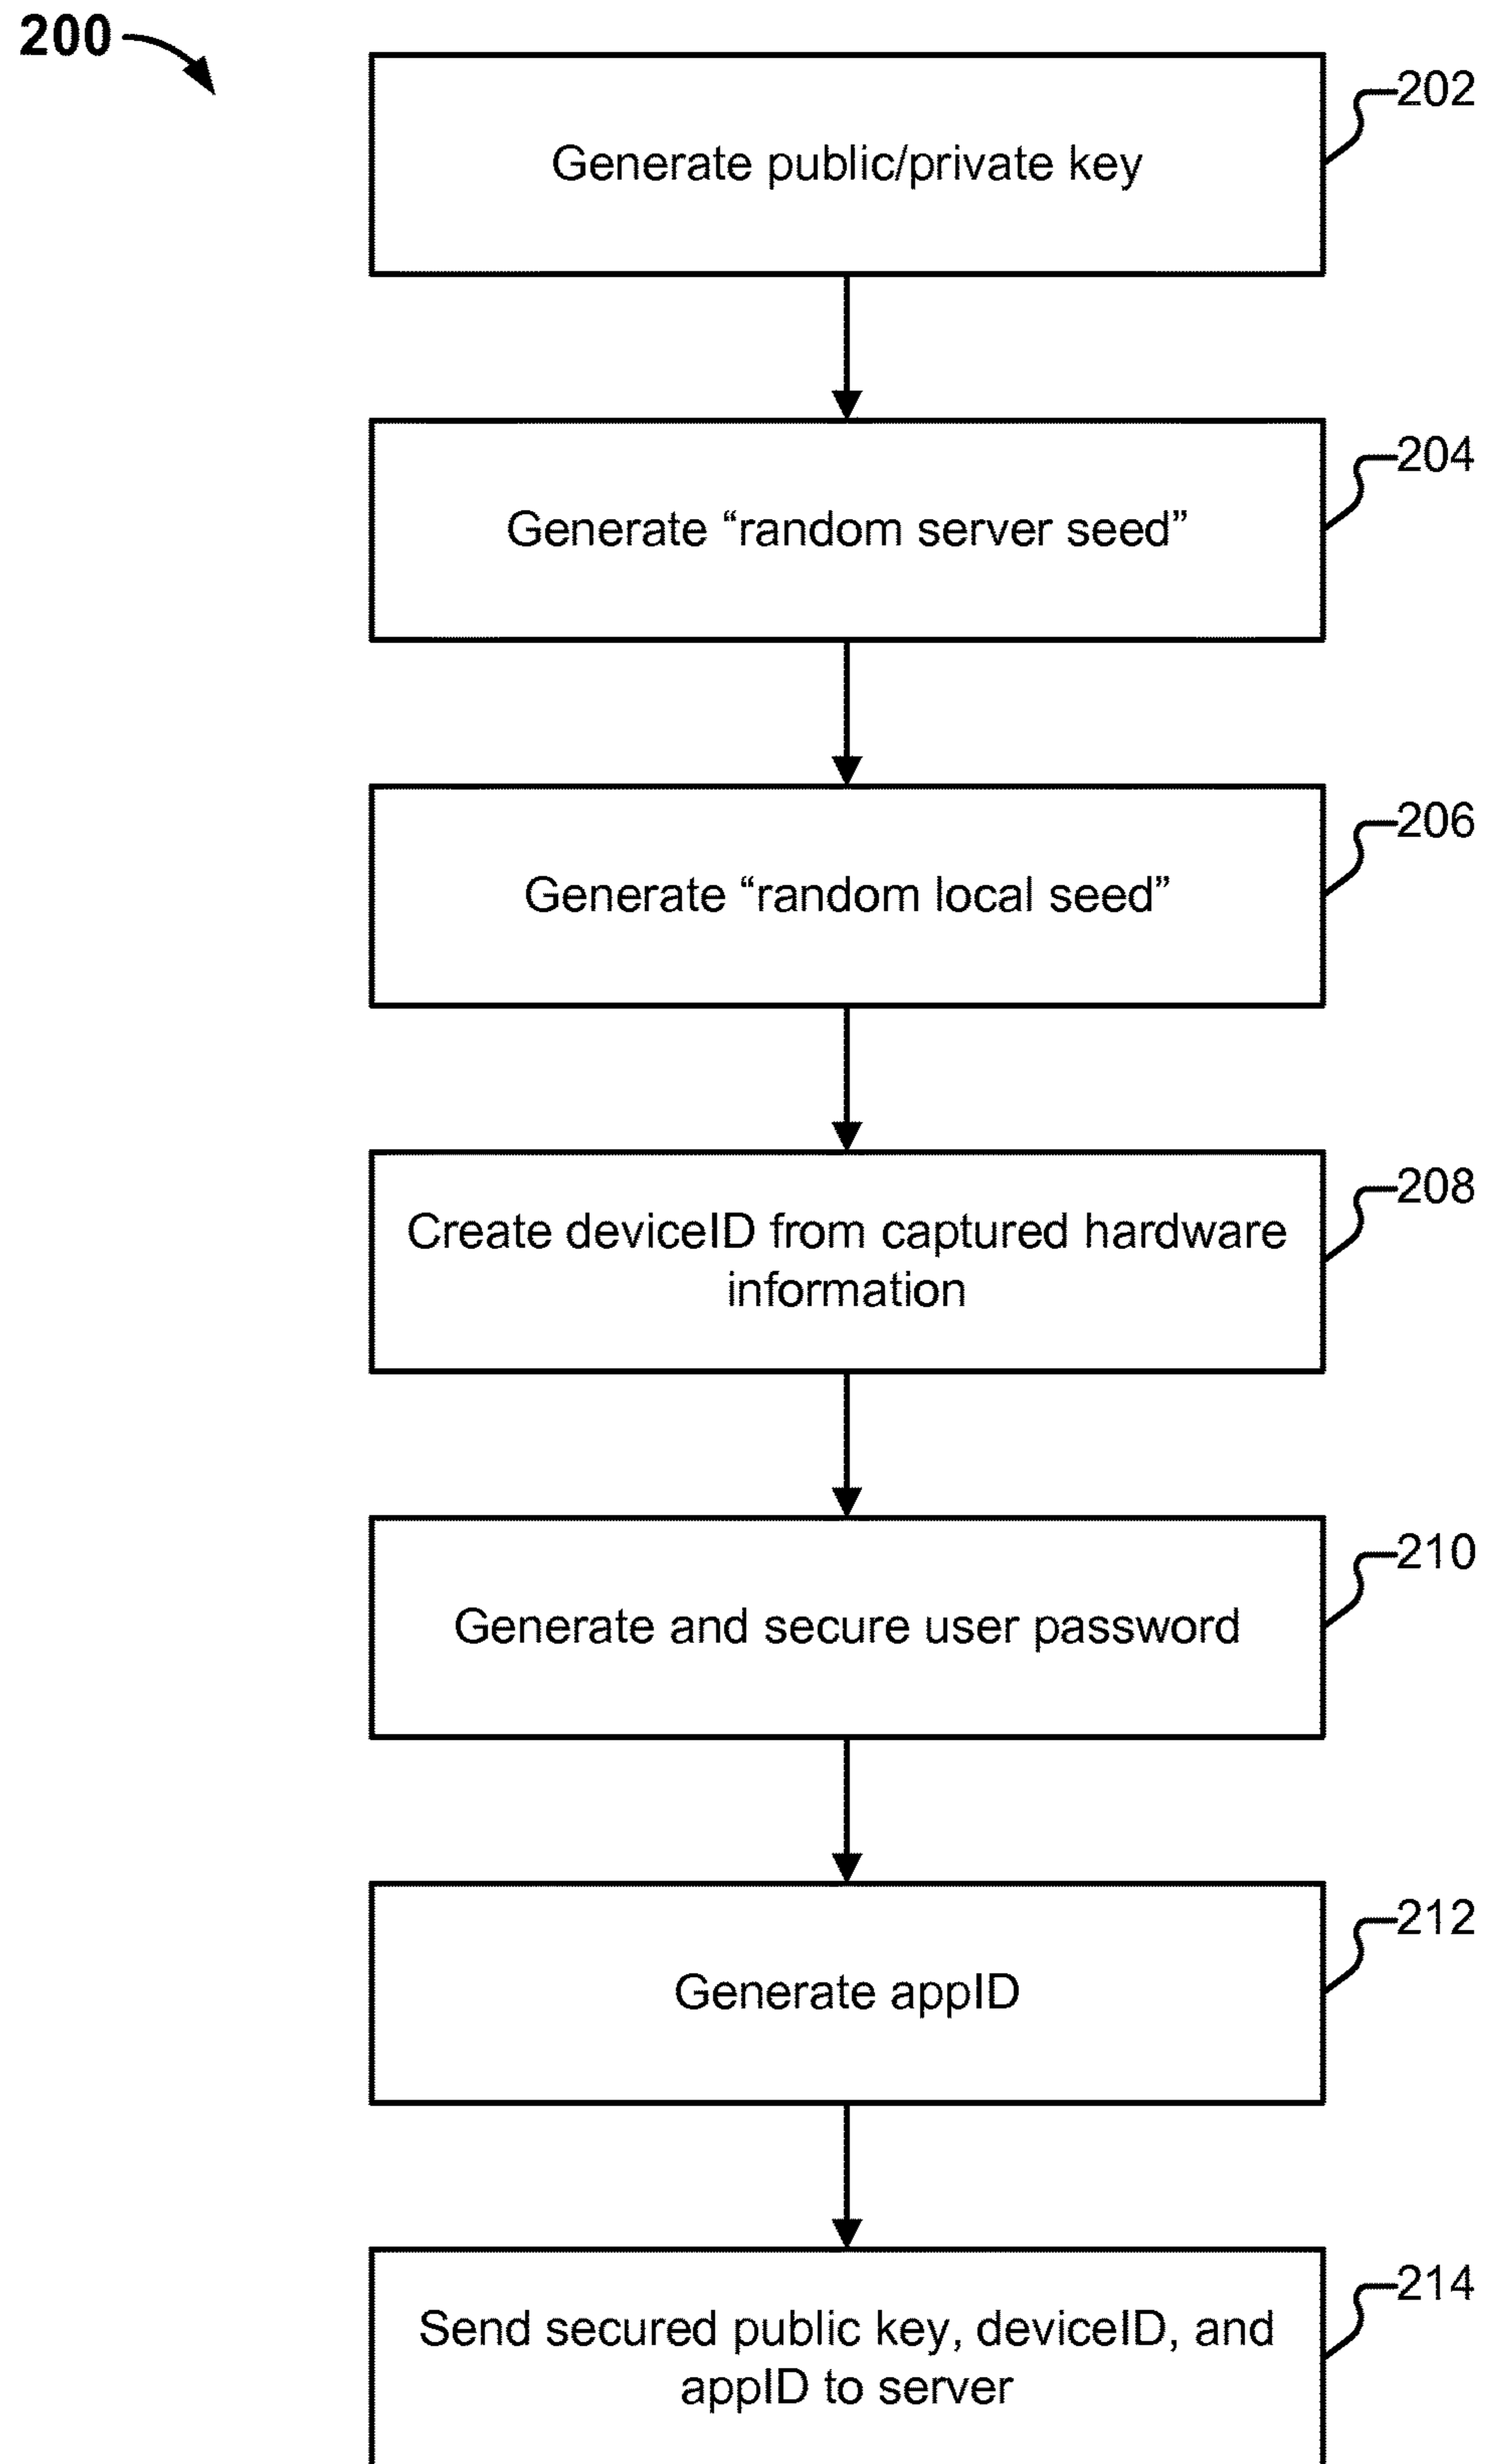 200
202
Generate public/private key
204
Generate “random server seed”
206
Generate “random local seed”
208
Create deviceID from captured hardware
information
210
Generate and secure user password
212
Generate appID
214
Send secured public key, deviceID, and
appID to server